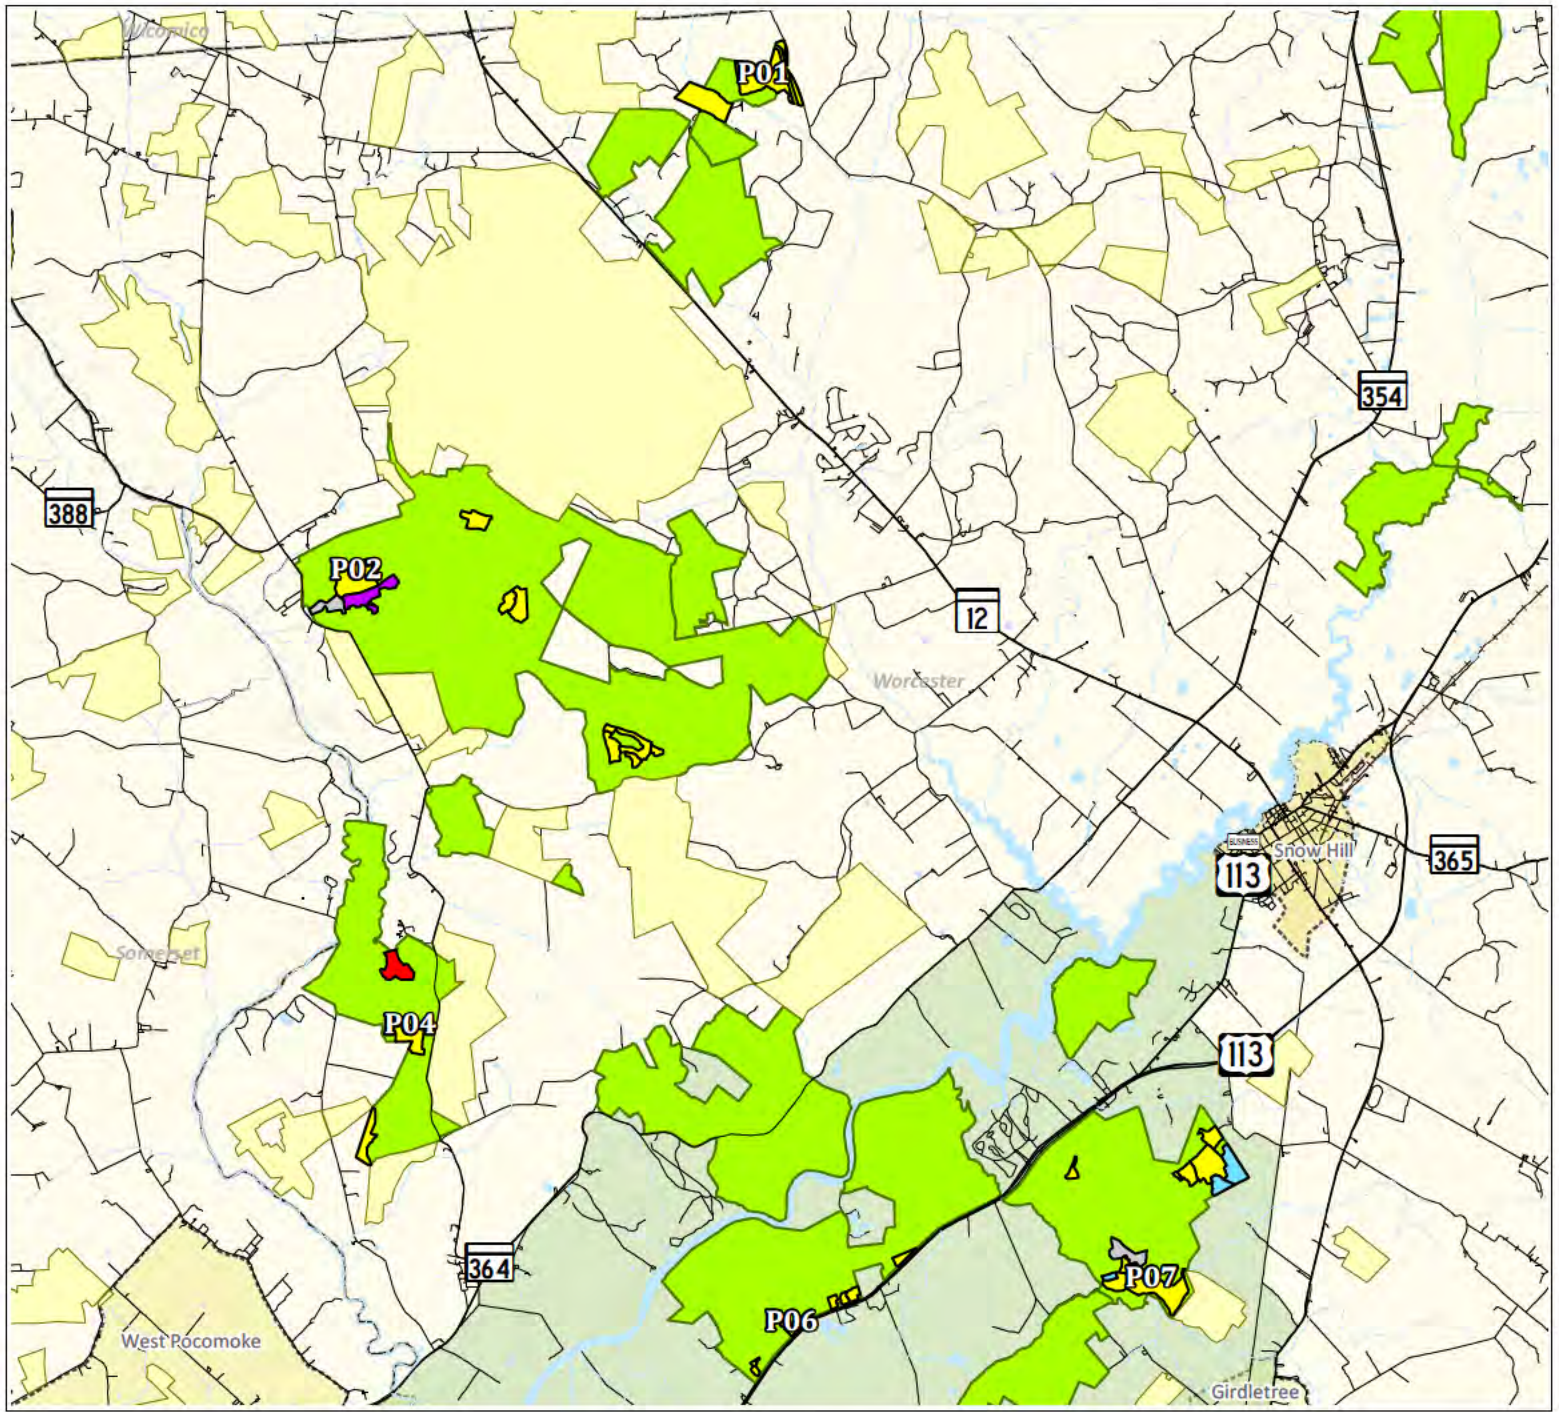 Wicomico
P01
354
388
P02
12
Worcester
BUSINESS
113
Snow Hill
365
Somerset
P04
113
364
P07
P06
West Pocomoke
Girdletree